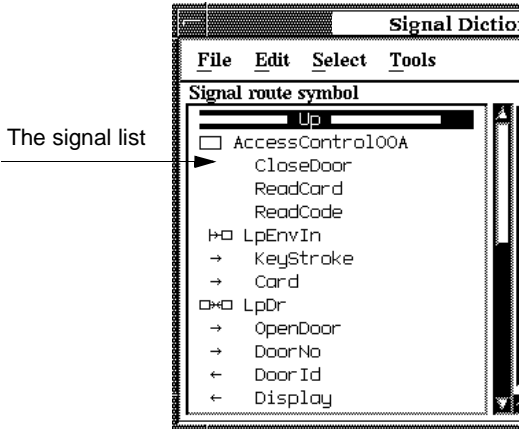 Signal Dictio
File Edit Select Tools
Signal route symbol
Up
The signal list
AccessControlOOA
CloseDoor
ReadCard
ReadCode
LpEnvIn
→ KeyStroke
→ Card
LpDr
→ OpenDoor
→ DoorNo
← DoorId
← Display